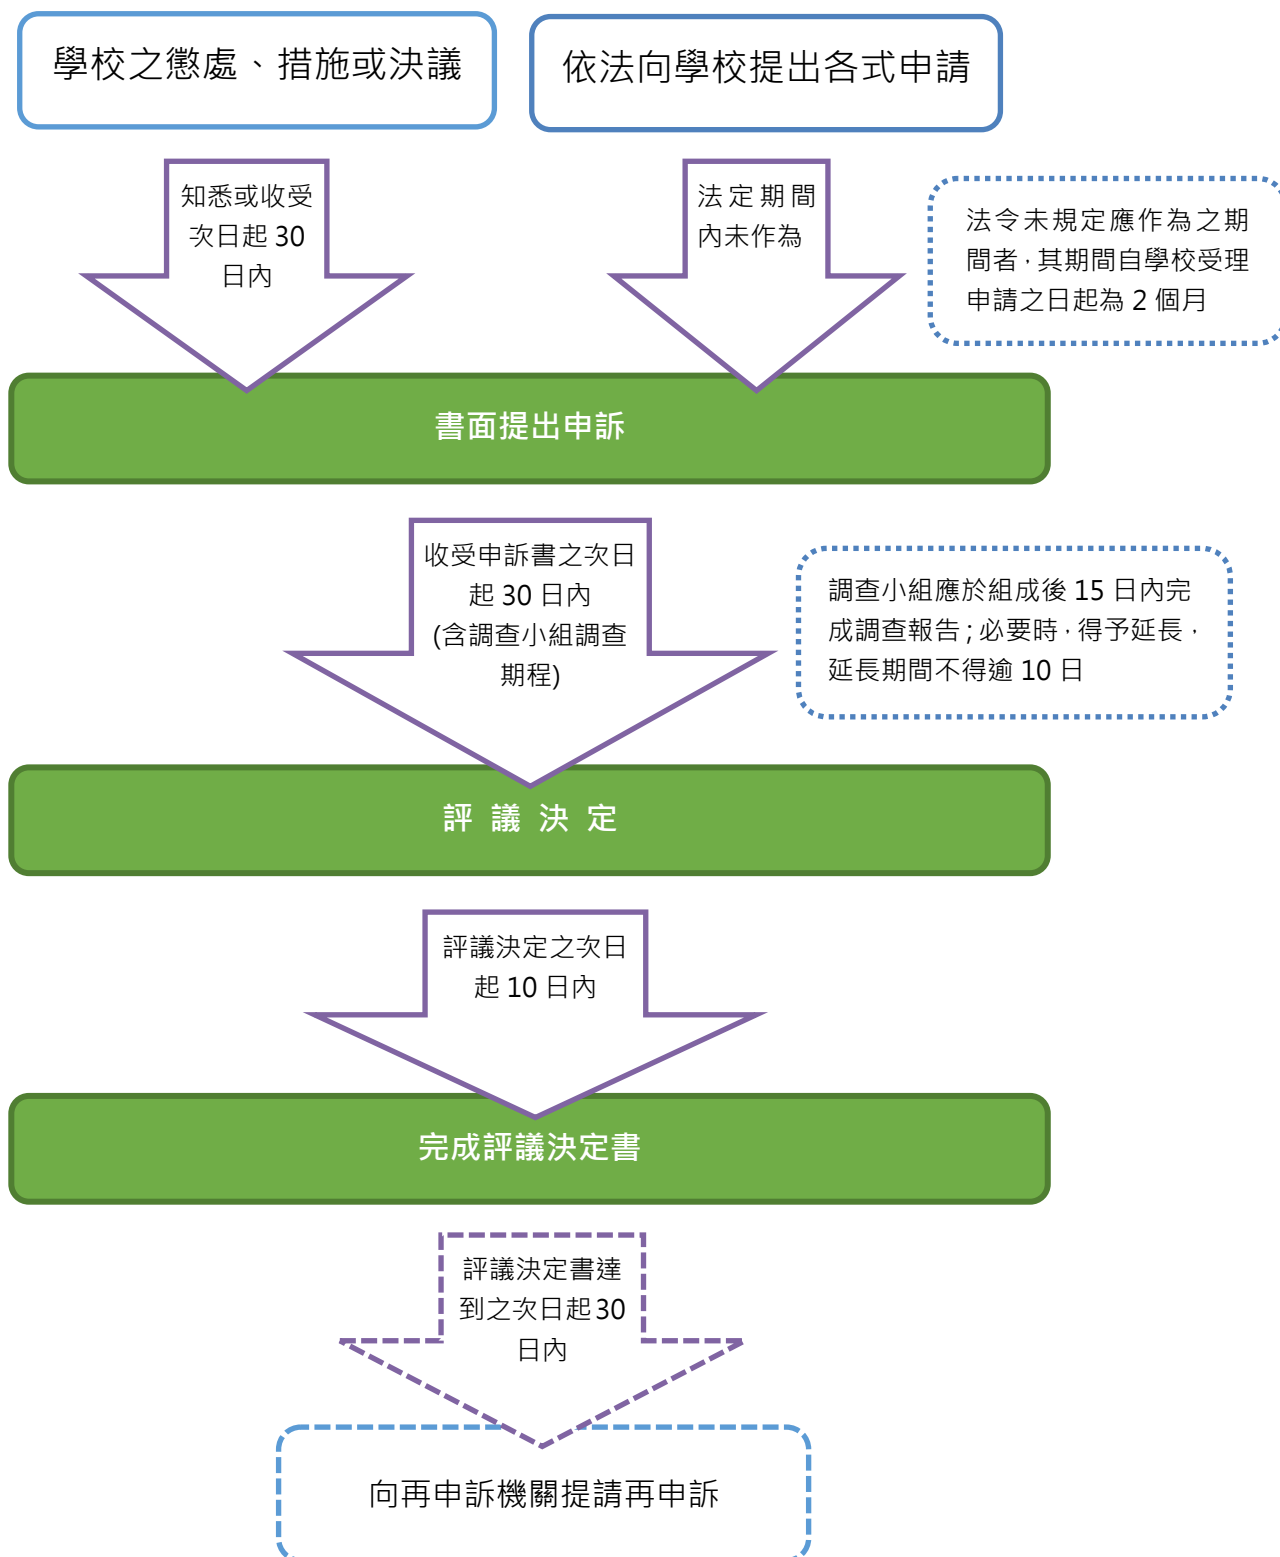 學校之懲處、措施或決議
依法向學校提出各式申請
知悉或收受
次日起 30
日內
法定期間
內未作為
法令未規定應作為之期
間者，其期間自學校受理
申請之日起為 2 個月
書面提出申訴
收受申訴書之次日
起 30 日內
(含調查小組調查
期程)
調查小組應於組成後 15 日內完
成調查報告；必要時，得予延長，
延長期間不得逾 10 日
評 議 決 定
評議決定之次日
起 10 日內
完成評議決定書
評議決定書達
到之次日起 30
日內
向再申訴機關提請再申訴